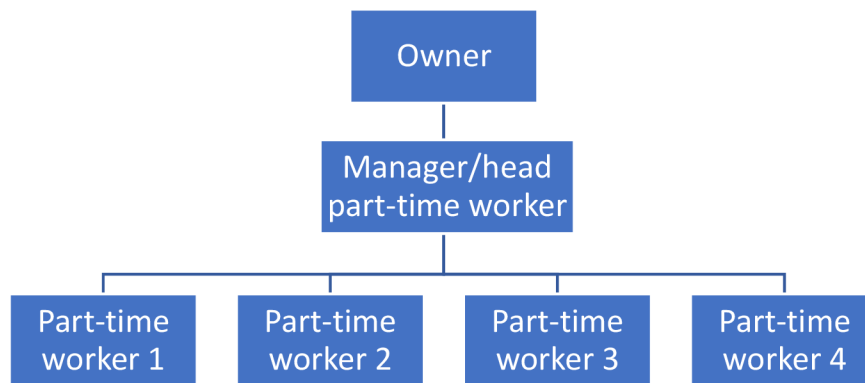 Owner
Manager/head
part-time worker
Part-time
worker 1
Part-time
worker 2
Part-time
worker 3
Part-time
worker 4